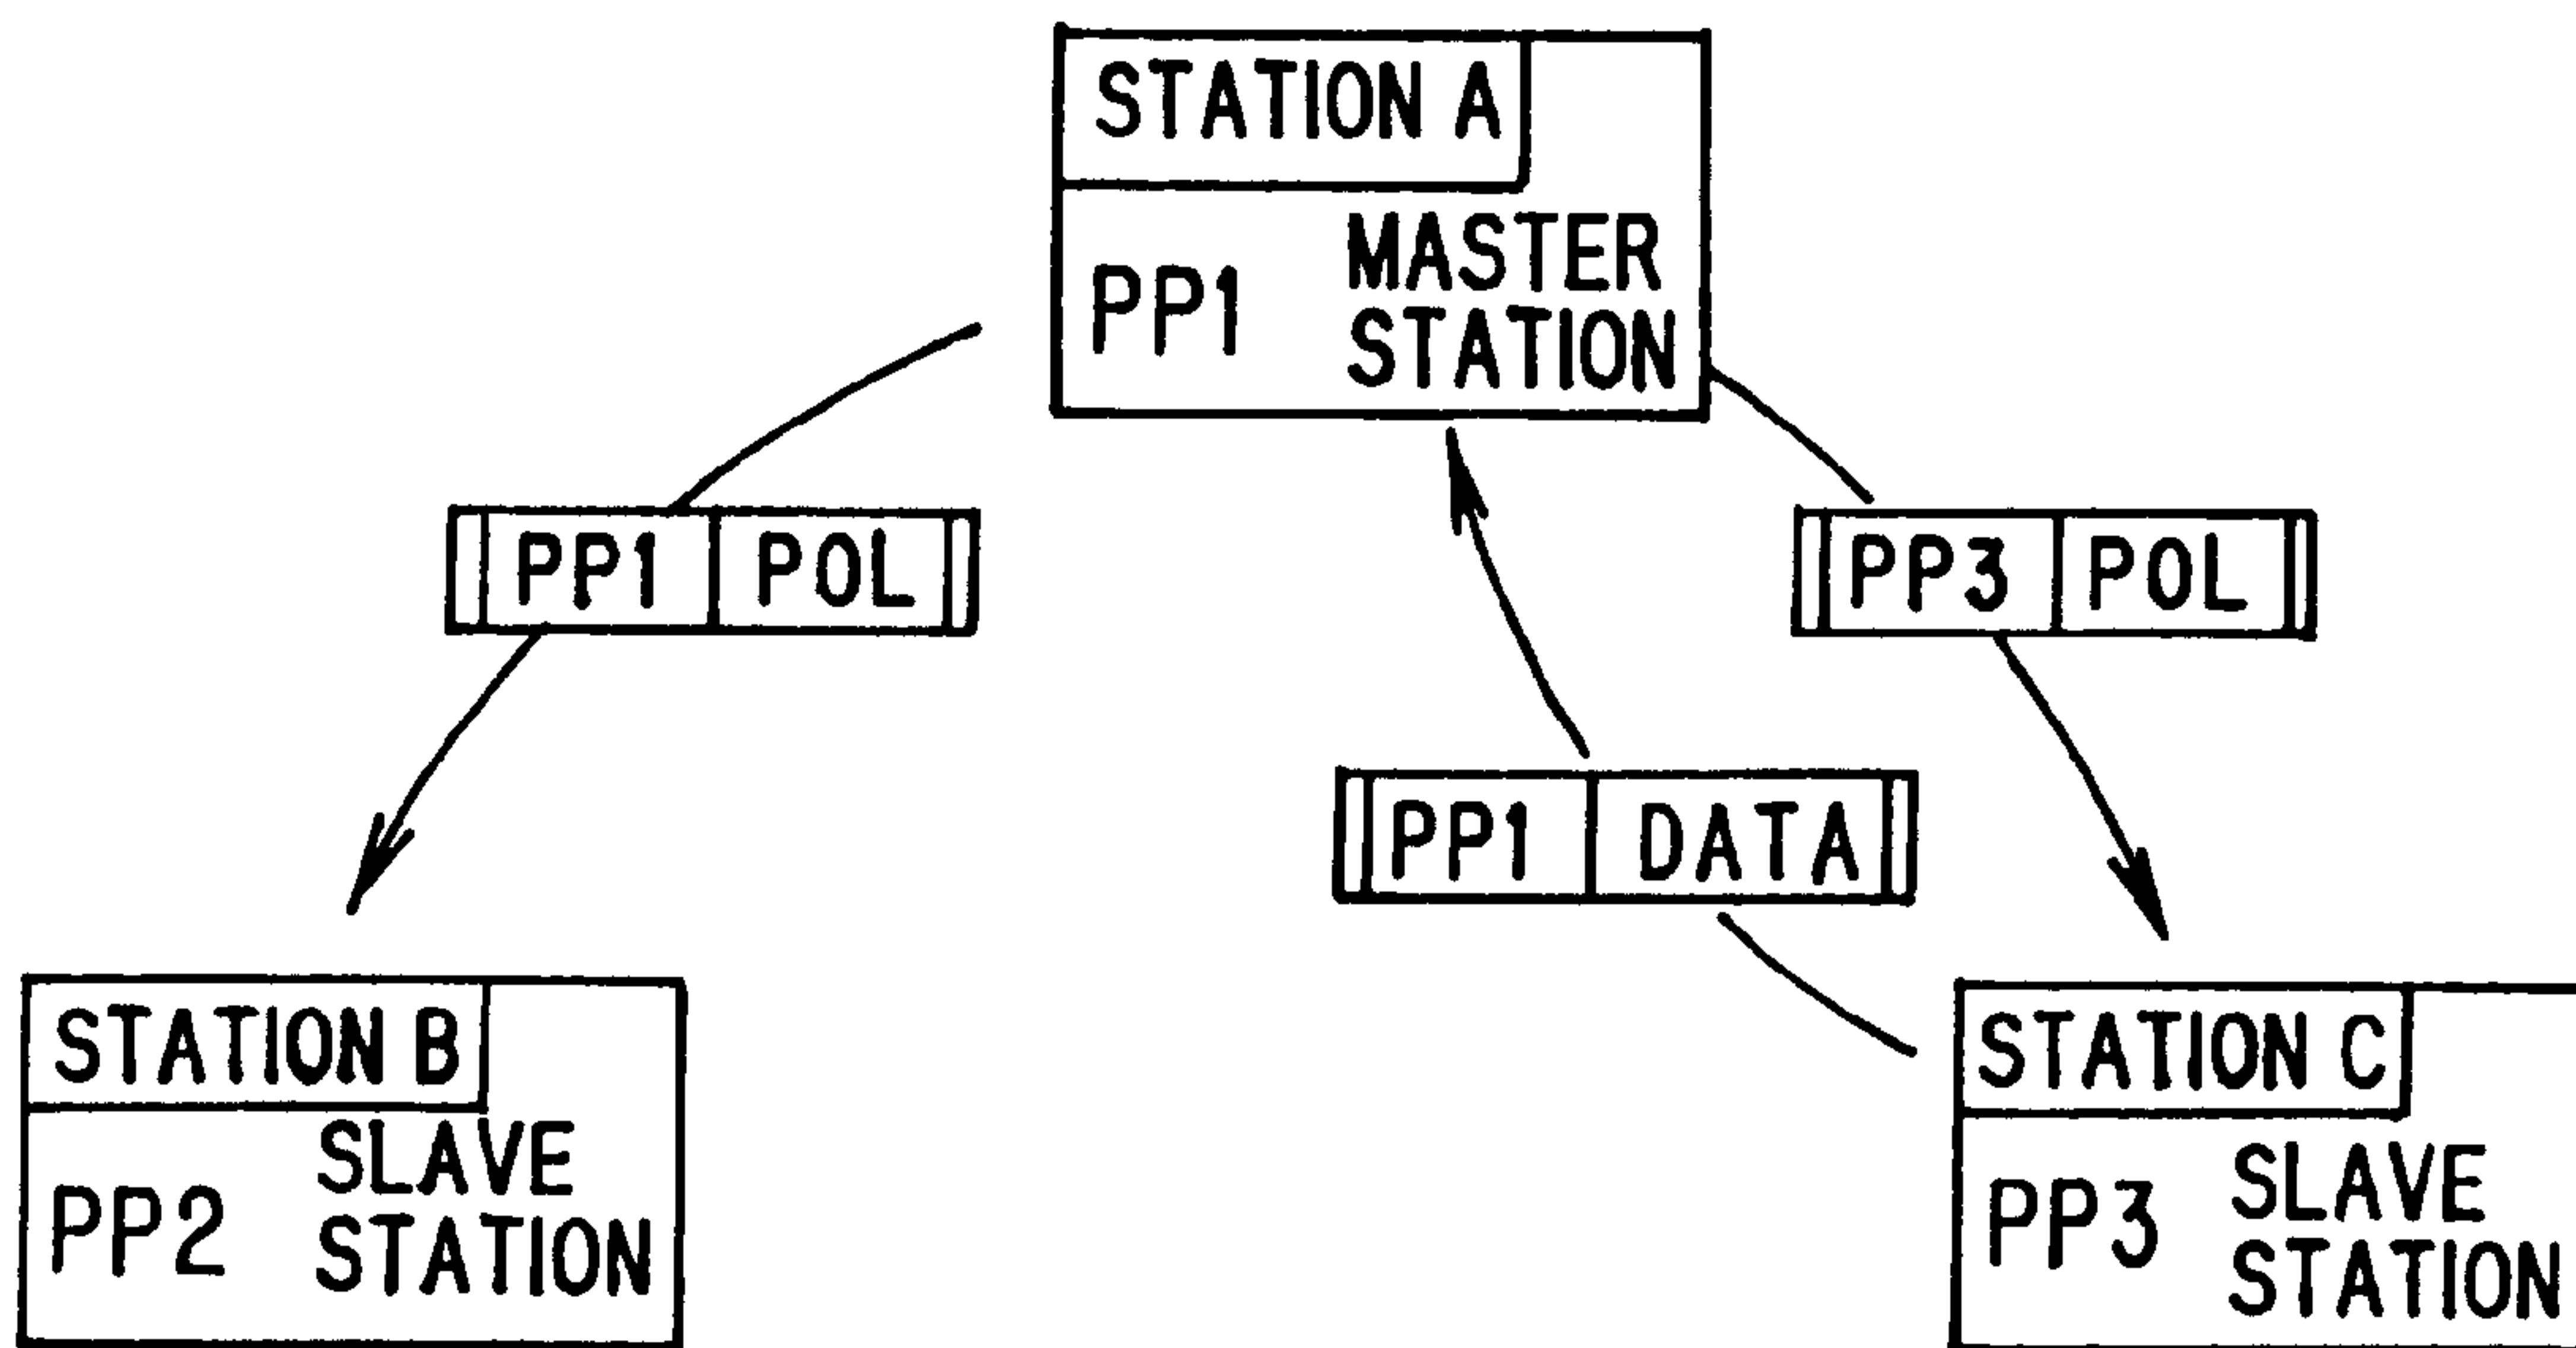 STATION A
PP1
MASTER
STATION
PP1 POL
PP3 POL
PP1 DATA
STATION B
PP2
SLAVE
STATION
STATION C
PP3
SLAVE
STATION